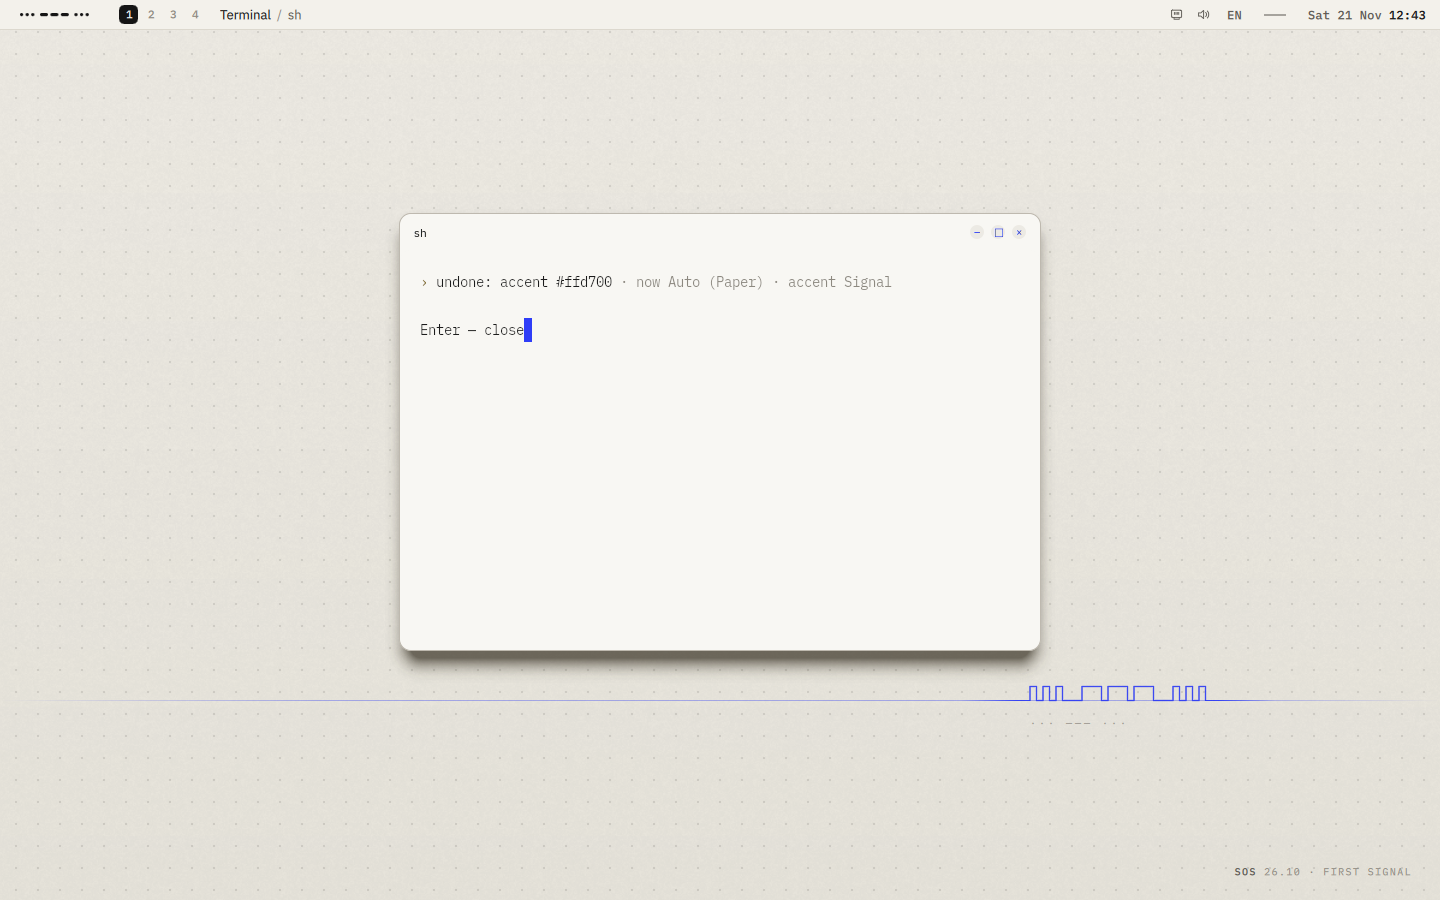 1 2 3 4 Terminal / sh EN Sat 21 Nov 12:43
sh
› undone: accent #ffd700 · now Auto (Paper) · accent Signal
Enter — close
··· ——— ···
SOS 26.10 · FIRST SIGNAL